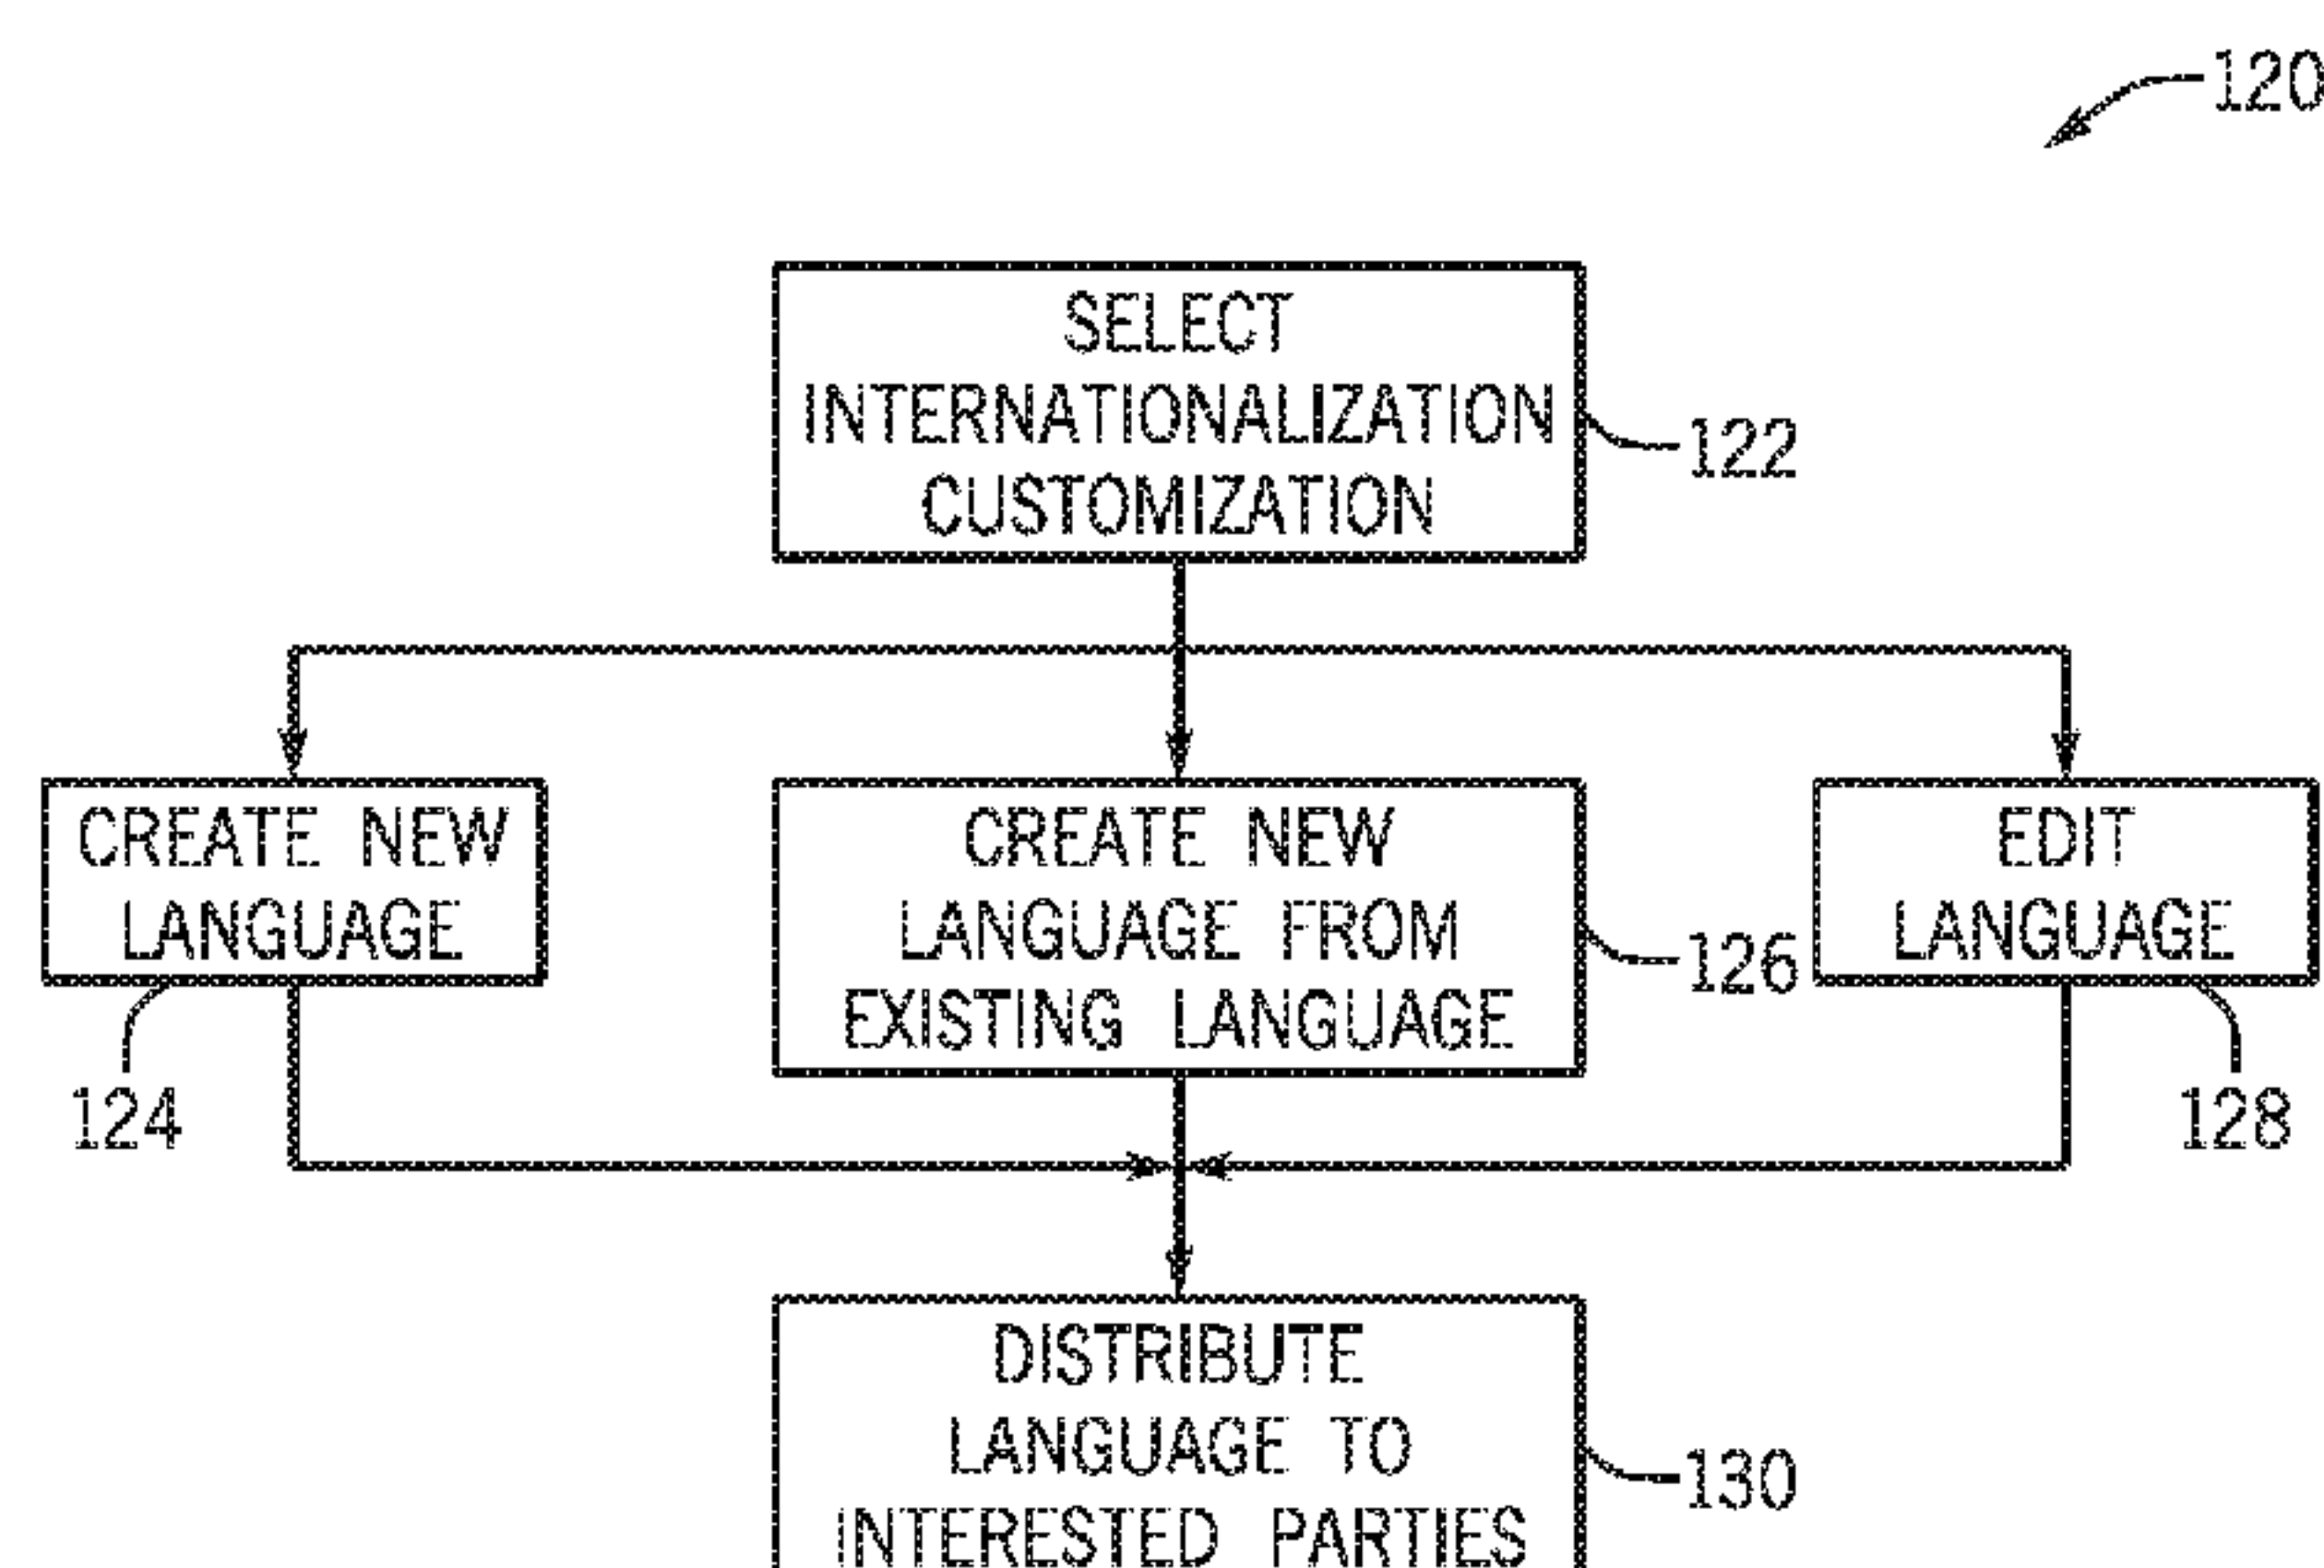 120
SELECT
INTERNATIONALIZATION
CUSTOMIZATION
122
CREATE NEW
LANGUAGE
124
CREATE NEW
LANGUAGE FROM
EXISTING LANGUAGE
126
EDIT
LANGUAGE
128
DISTRIBUTE
LANGUAGE TO
INTERESTED PARTIES
130